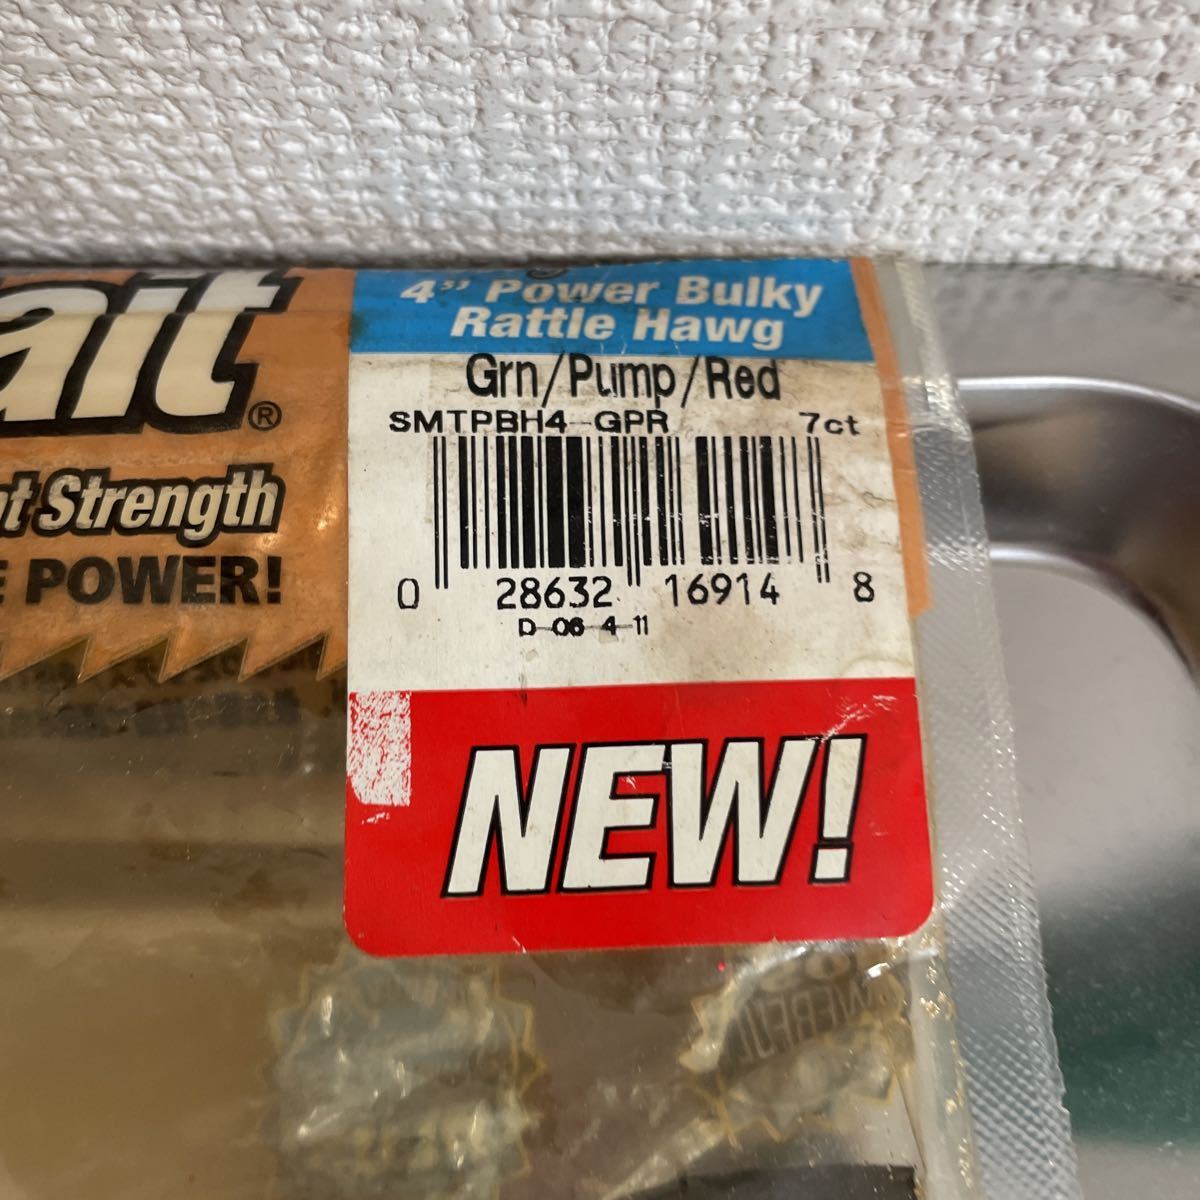 ait®
4” Power Bulky
Rattle Hawg
Grn/Pump/Red
SMTPBH4-GPR 7ct
t Strength
E POWER!
0 28632 16914 8
D-06-4-11
NEW!